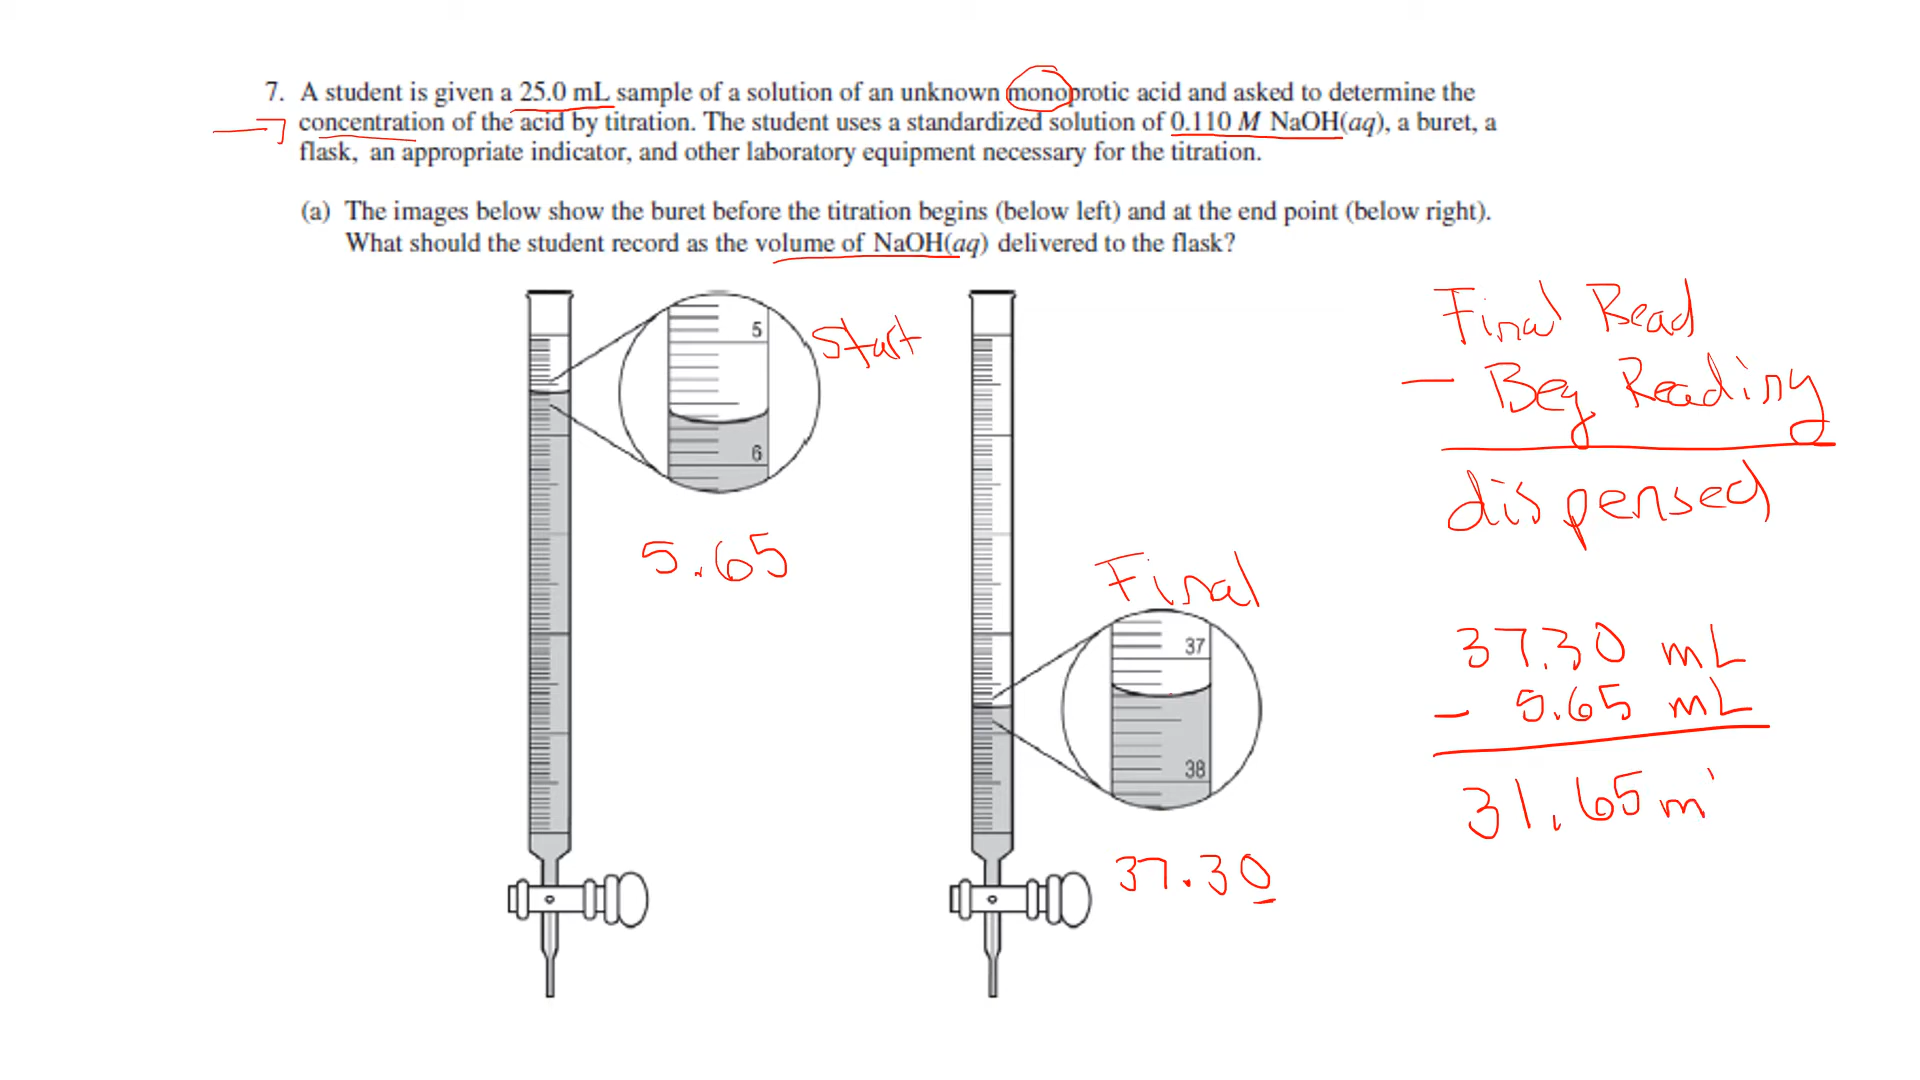 7. A student is given a 25.0 mL sample of a solution of an unknown monoprotic acid and asked to determine the
concentration of the acid by titration. The student uses a standardized solution of 0.110 M NaOH(aq), a buret, a
flask, an appropriate indicator, and other laboratory equipment necessary for the titration.
(a) The images below show the buret before the titration begins (below left) and at the end point (below right).
What should the student record as the volume of NaOH(aq) delivered to the flask?
5
Start
6
5.65
Final
37
38
37.30
Final Read
- Beg Reading
dispensed
37.30 mL
- 5.65 mL
31.65 m